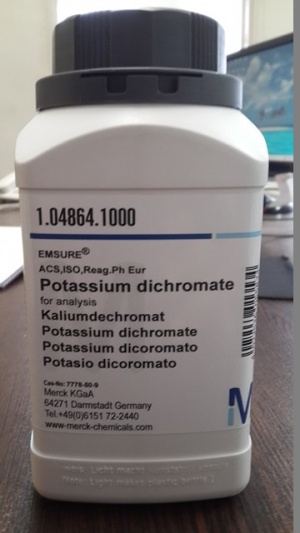 1.04864.1000
EMSURE®
ACS,ISO,Reag.Ph Eur
Potassium dichromate
for analysis
Kaliumdechromat
Potassium dichromate
Potassium dicoromato
Potasio dicoromato
Cas-No: 7778-50-9
Merck KGaA
64271 Darmstadt Germany
Tel.+49(0)6151 72-2440
www-merck-chemicals.com
M